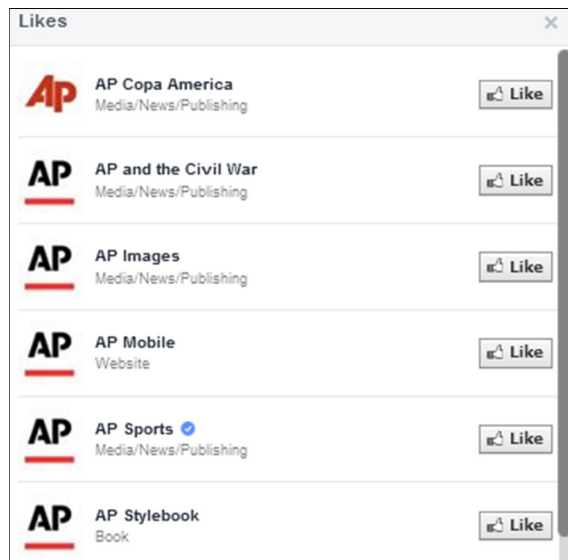 Likes
AP
AP Copa America
Media/News/Publishing
Like
AP
AP and the Civil War
Media/News/Publishing
Like
AP
AP Images
Media/News/Publishing
Like
AP
AP Mobile
Website
Like
AP
AP Sports
Media/News/Publishing
Like
AP
AP Stylebook
Book
Like